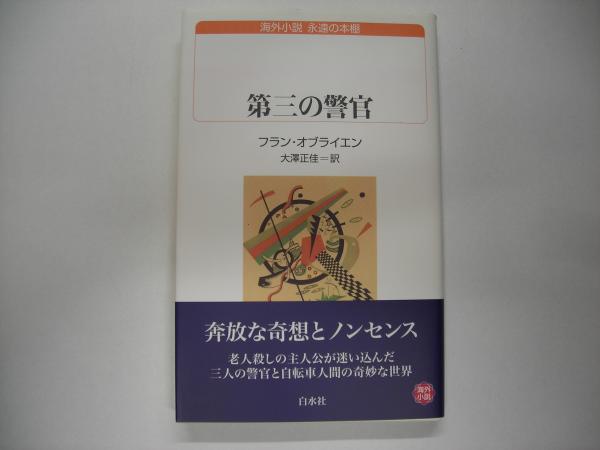 海外小説 永遠の本棚
第三の警官
フラン・オブライエン
大澤正佳＝訳
奔放な奇想とノンセンス
老人殺しの主人公が迷い込んだ
三人の警官と自転車人間の奇妙な世界
白水社
海外
小説